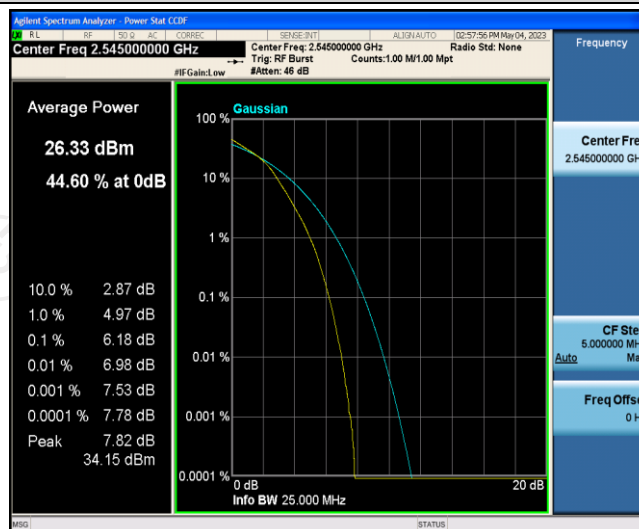 Agilent Spectrum Analyzer - Power Stat CCDF
RL RF 50 Ω AC CORREC SENSE:INT ALIGN AUTO 02:57:56 PM May 04, 2023
Center Freq 2.545000000 GHz
Center Freq: 2.545000000 GHz Radio Std: None
Trig: RF Burst Counts:1.00 M/1.00 Mpt
#IFGain:Low #Atten: 46 dB
Frequency
Average Power
26.33 dBm
44.60 % at 0dB
10.0 % 2.87 dB
1.0 % 4.97 dB
0.1 % 6.18 dB
0.01 % 6.98 dB
0.001 % 7.53 dB
0.0001 % 7.78 dB
Peak 7.82 dB
34.15 dBm
Gaussian
100 %
10 %
1 %
0.1 %
0.01 %
0.001 %
0.0001 %
0 dB 20 dB
Info BW 25.000 MHz
Center Fre
2.545000000 GH
CF Ste
5.000000 MH
Auto Ma
Freq Offse
0 H
MSG STATUS